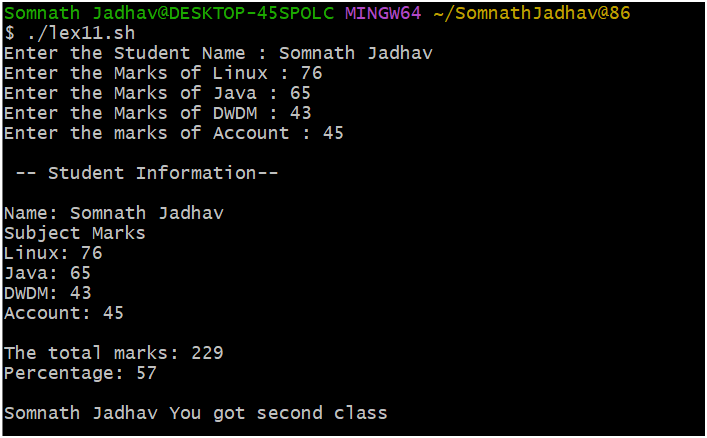 Somnath Jadhav@DESKTOP-45SPOLC MINGW64 ~/SomnathJadhav@86
$ ./lex11.sh
Enter the Student Name : Somnath Jadhav
Enter the Marks of Linux : 76
Enter the Marks of Java : 65
Enter the Marks of DWDM : 43
Enter the marks of Account : 45
-- Student Information--
Name: Somnath Jadhav
Subject Marks
Linux: 76
Java: 65
DWDM: 43
Account: 45
The total marks: 229
Percentage: 57
Somnath Jadhav You got second class